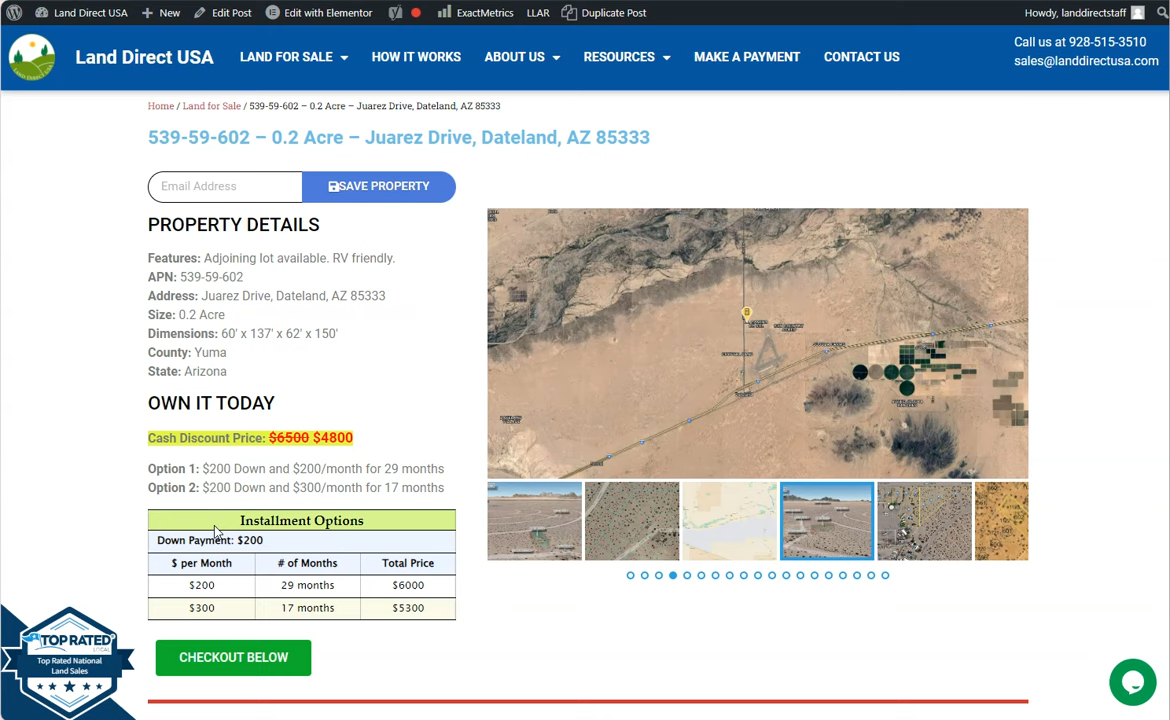 Land Direct USA
New
Edit Post
Edit with Elementor
ExactMetrics
LLAR
Duplicate Post
Howdy, landdirectstaff
Land Direct USA
LAND FOR SALE
HOW IT WORKS
ABOUT US
RESOURCES
MAKE A PAYMENT
CONTACT US
Call us at 928-515-3510
sales@landdirectusa.com
Home / Land for Sale / 539-59-602 – 0.2 Acre – Juarez Drive, Dateland, AZ 85333
539-59-602 – 0.2 Acre – Juarez Drive, Dateland, AZ 85333
Email Address
SAVE PROPERTY
PROPERTY DETAILS
Features: Adjoining lot available. RV friendly.
APN: 539-59-602
Address: Juarez Drive, Dateland, AZ 85333
Size: 0.2 Acre
Dimensions: 60' x 137' x 62' x 150'
County: Yuma
State: Arizona
OWN IT TODAY
Cash Discount Price: $6500 $4800
Option 1: $200 Down and $200/month for 29 months
Option 2: $200 Down and $300/month for 17 months
Installment Options
Down Payment: $200
$ per Month # of Months Total Price
$200 29 months $6000
$300 17 months $5300
CHECKOUT BELOW
TOP RATED
LOCAL
Top Rated National
Land Sales